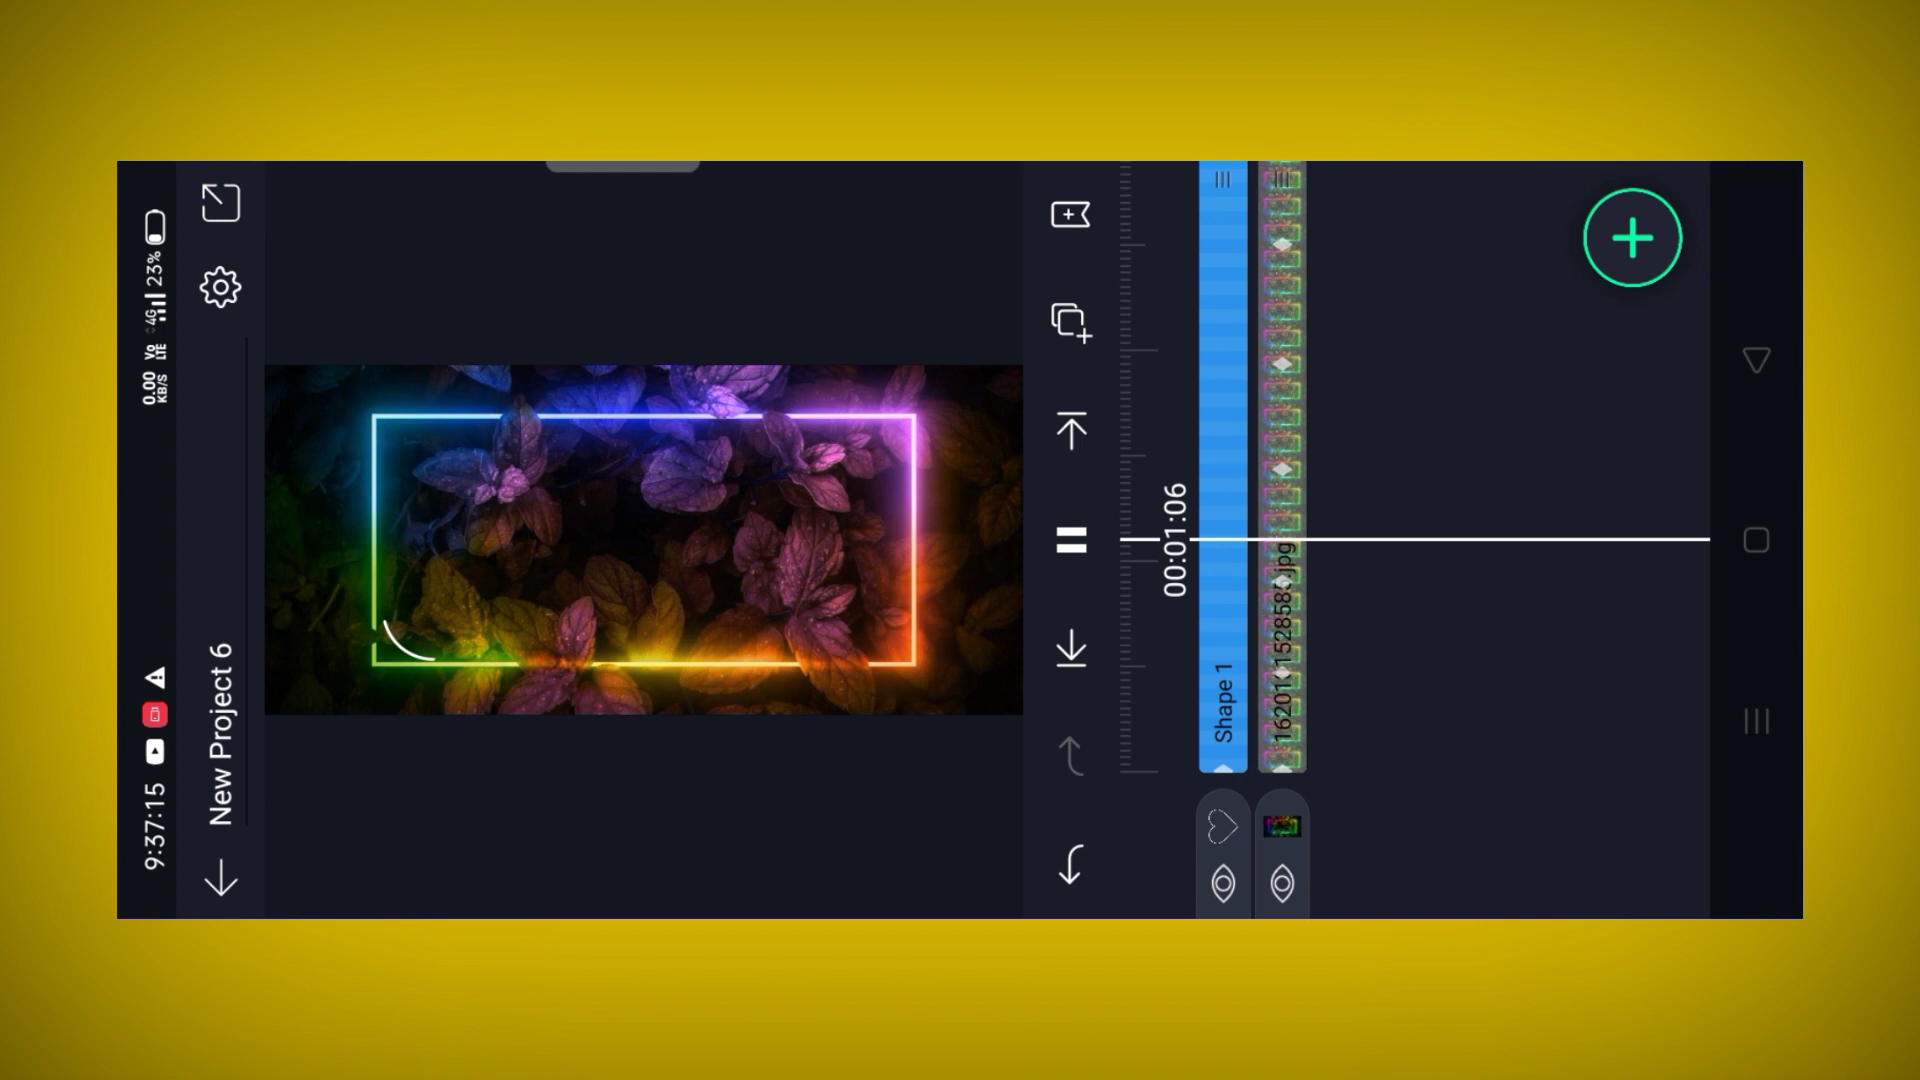 9:37:15
0.00 KB/S
Vo LTE
4G
23%
New Project 6
00:01:06
Shape 1